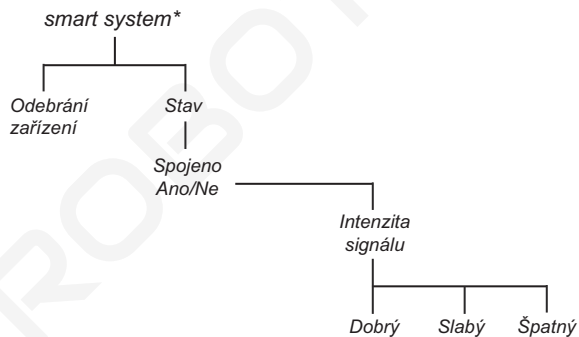 smart system*
Odebrání
zařízení
Stav
Spojeno
Ano/Ne
Intenzita
signálu
Dobrý
Slabý
Špatný